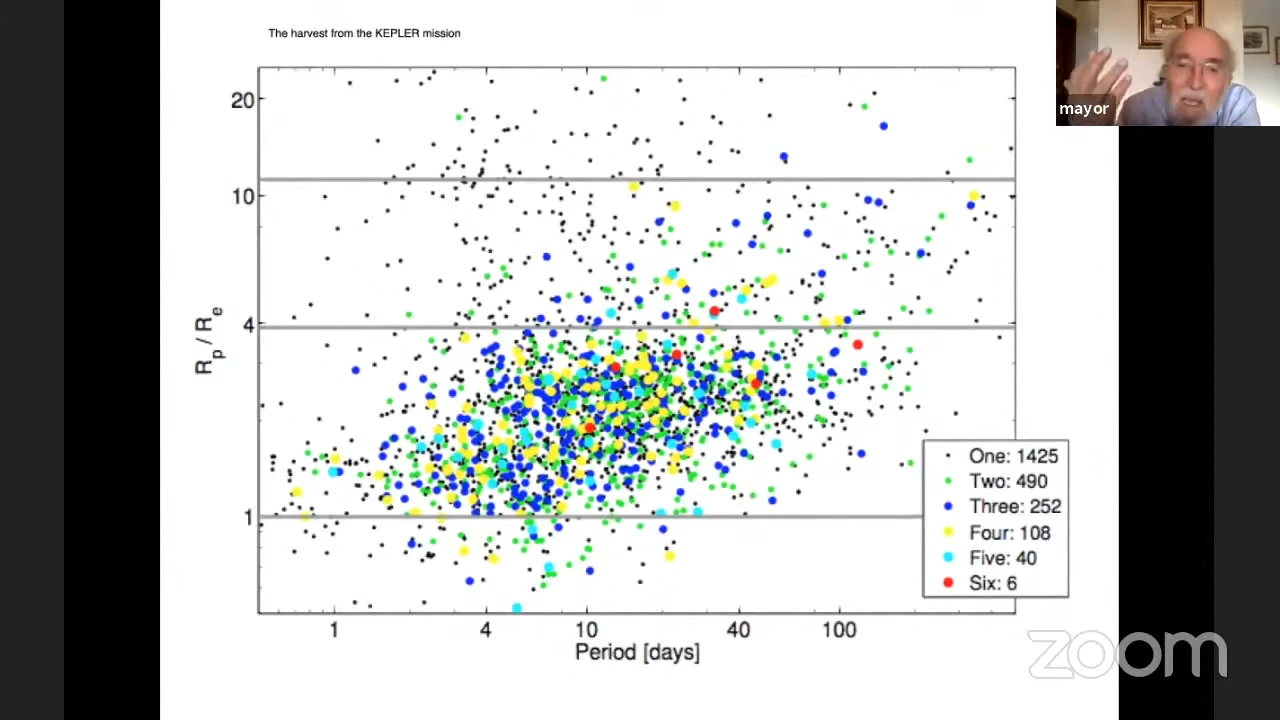 The harvest from the KEPLER mission
mayor
20
10
4
1
R_p / R_e
One: 1425
Two: 490
Three: 252
Four: 108
Five: 40
Six: 6
1 4 10 40 100
Period [days]
zoom